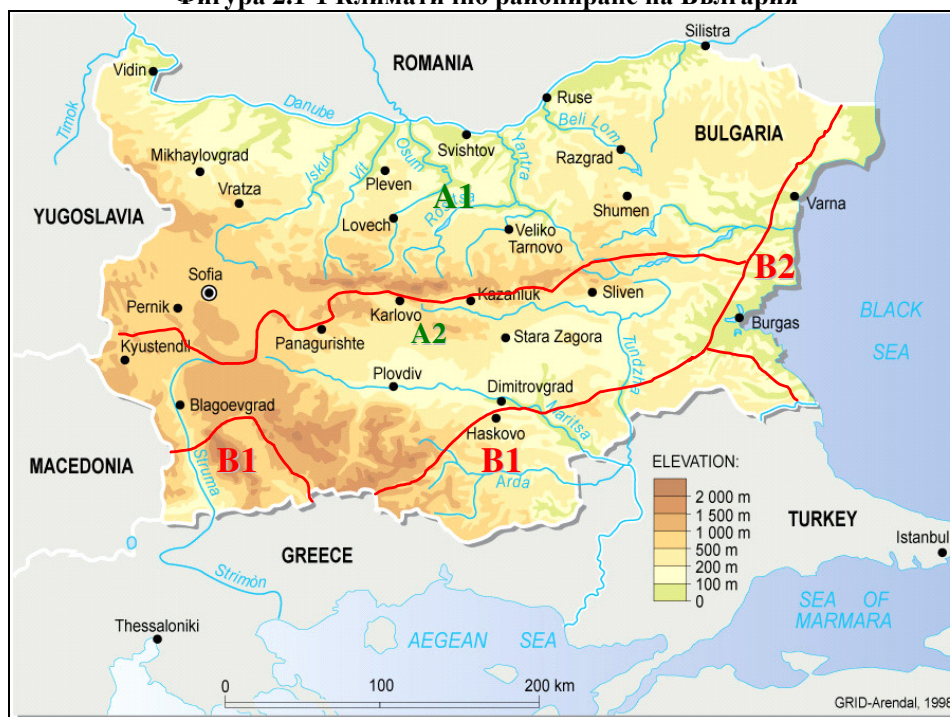 Фигура 2.1-1 Климатично райониране на България
Silistra
ROMANIA
Vidin
Danube
Ruse
Timok
Beli Lom
BULGARIA
Svishtov
Iskur
Vit
Osum
Yantra
Mikhaylovgrad
Razgrad
Pleven
Vratza
A1
Rositsa
Shumen
Varna
YUGOSLAVIA
Lovech
Veliko
Tarnovo
B2
Sofia
Pernik
Karlovo
Kazanluk
Sliven
BLACK
SEA
Burgas
Kyustendil
Panagurishte
A2
Stara Zagora
Tundzha
Plovdiv
Dimitrovgrad
Blagoevgrad
Maritsa
Haskovo
MACEDONIA
Struma
B1
B1
Arda
ELEVATION:
2 000 m
1 500 m
1 000 m
500 m
200 m
100 m
0
TURKEY
GREECE
Istanbul
Strimòn
SEA OF
MARMARA
Thessaloniki
AEGEAN SEA
0 100 200 km
GRID-Arendal, 1998